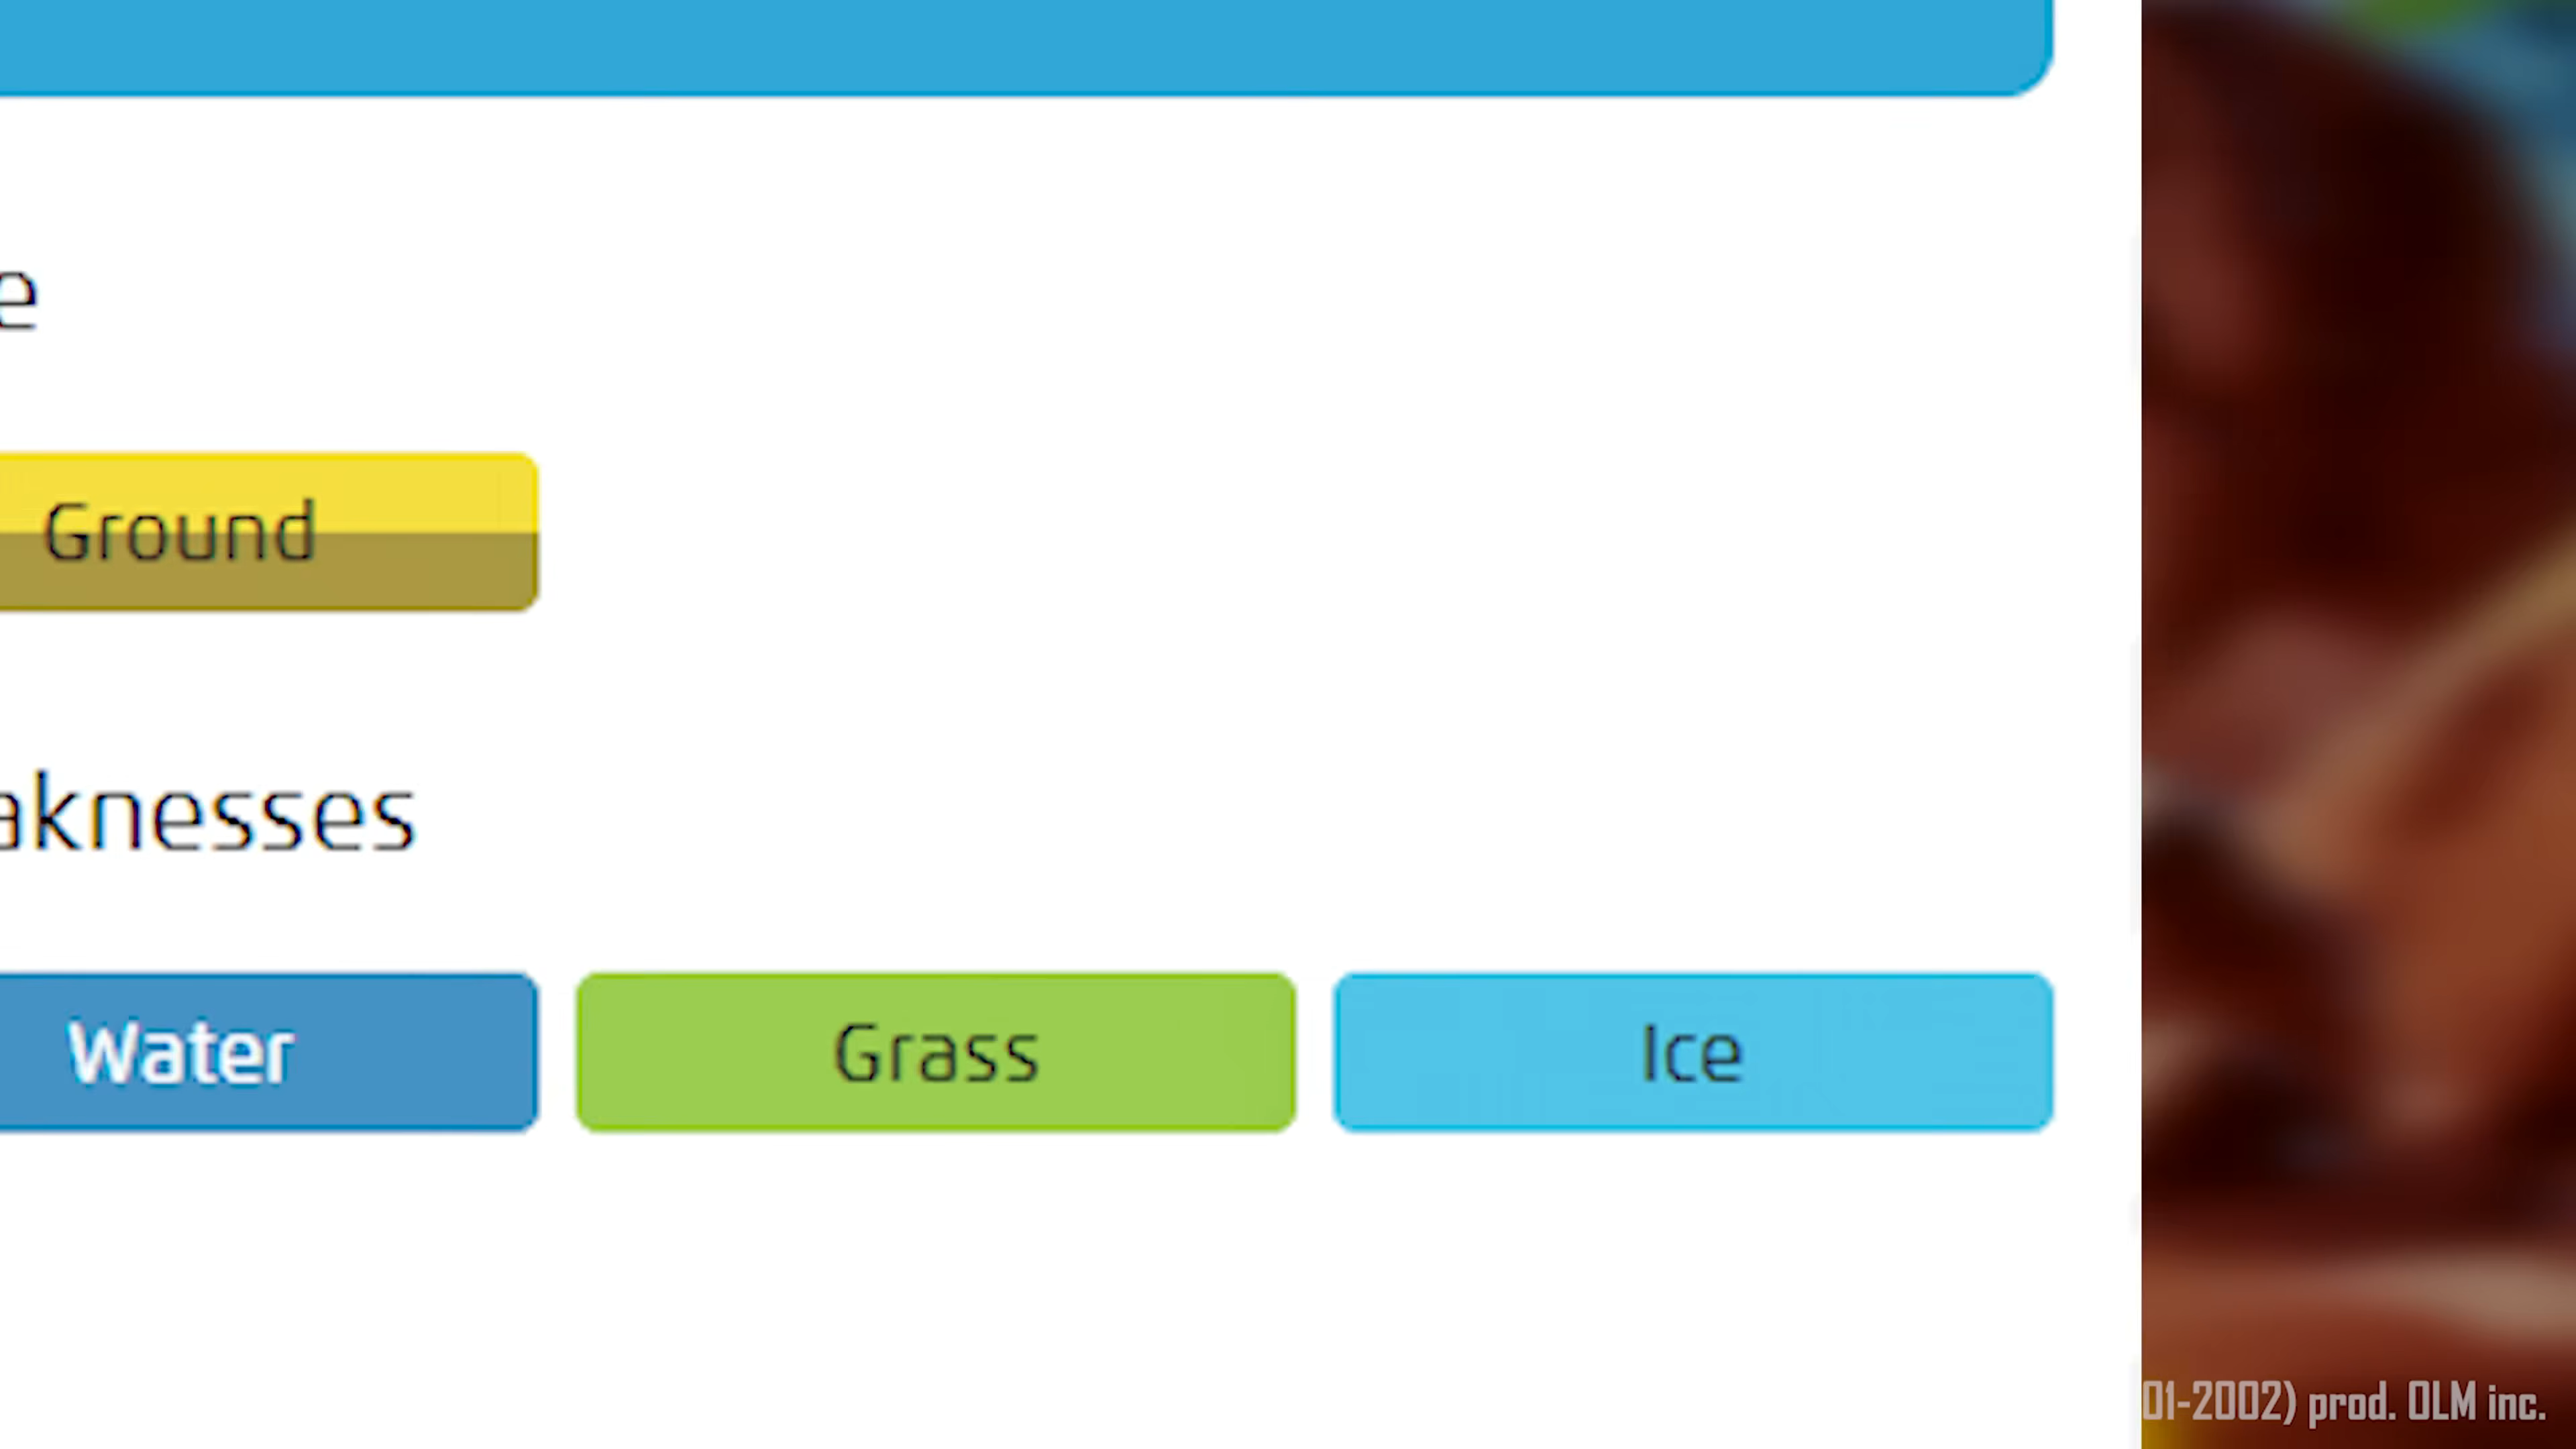 e
Ground
aknesses
Water Grass Ice
01-2002) prod. OLM inc.